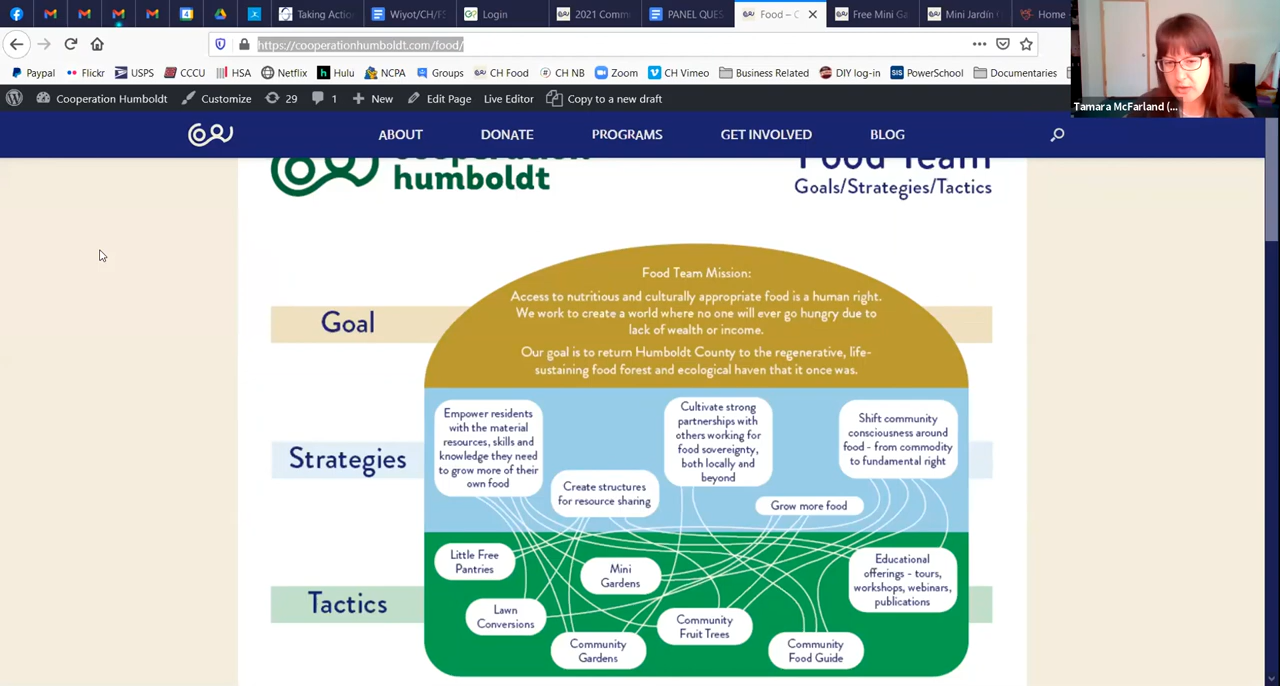 Taking Actio
Wiyot/CH/FS
Login
2021 Comm
PANEL QUES
Food – C
Free Mini Ga
Mini Jardín
Home
https://cooperationhumboldt.com/food/
Paypal
Flickr
USPS
CCCU
HSA
Netflix
Hulu
NCPA
Groups
CH Food
CH NB
Zoom
CH Vimeo
Business Related
DIY log-in
PowerSchool
Documentaries
Tamara McFarland (...
Cooperation Humboldt
Customize
29
1
New
Edit Page
Live Editor
Copy to a new draft
ABOUT
DONATE
PROGRAMS
GET INVOLVED
BLOG
cooperation
humboldt
Food Team
Goals/Strategies/Tactics
Goal
Food Team Mission:
Access to nutritious and culturally appropriate food is a human right.
We work to create a world where no one will ever go hungry due to
lack of wealth or income.
Our goal is to return Humboldt County to the regenerative, life-
sustaining food forest and ecological haven that it once was.
Strategies
Empower residents
with the material
resources, skills and
knowledge they need
to grow more of their
own food
Create structures
for resource sharing
Cultivate strong
partnerships with
others working for
food sovereignty,
both locally and
beyond
Grow more food
Shift community
consciousness around
food - from commodity
to fundamental right
Tactics
Little Free
Pantries
Lawn
Conversions
Community
Gardens
Mini
Gardens
Community
Fruit Trees
Community
Food Guide
Educational
offerings - tours,
workshops, webinars,
publications